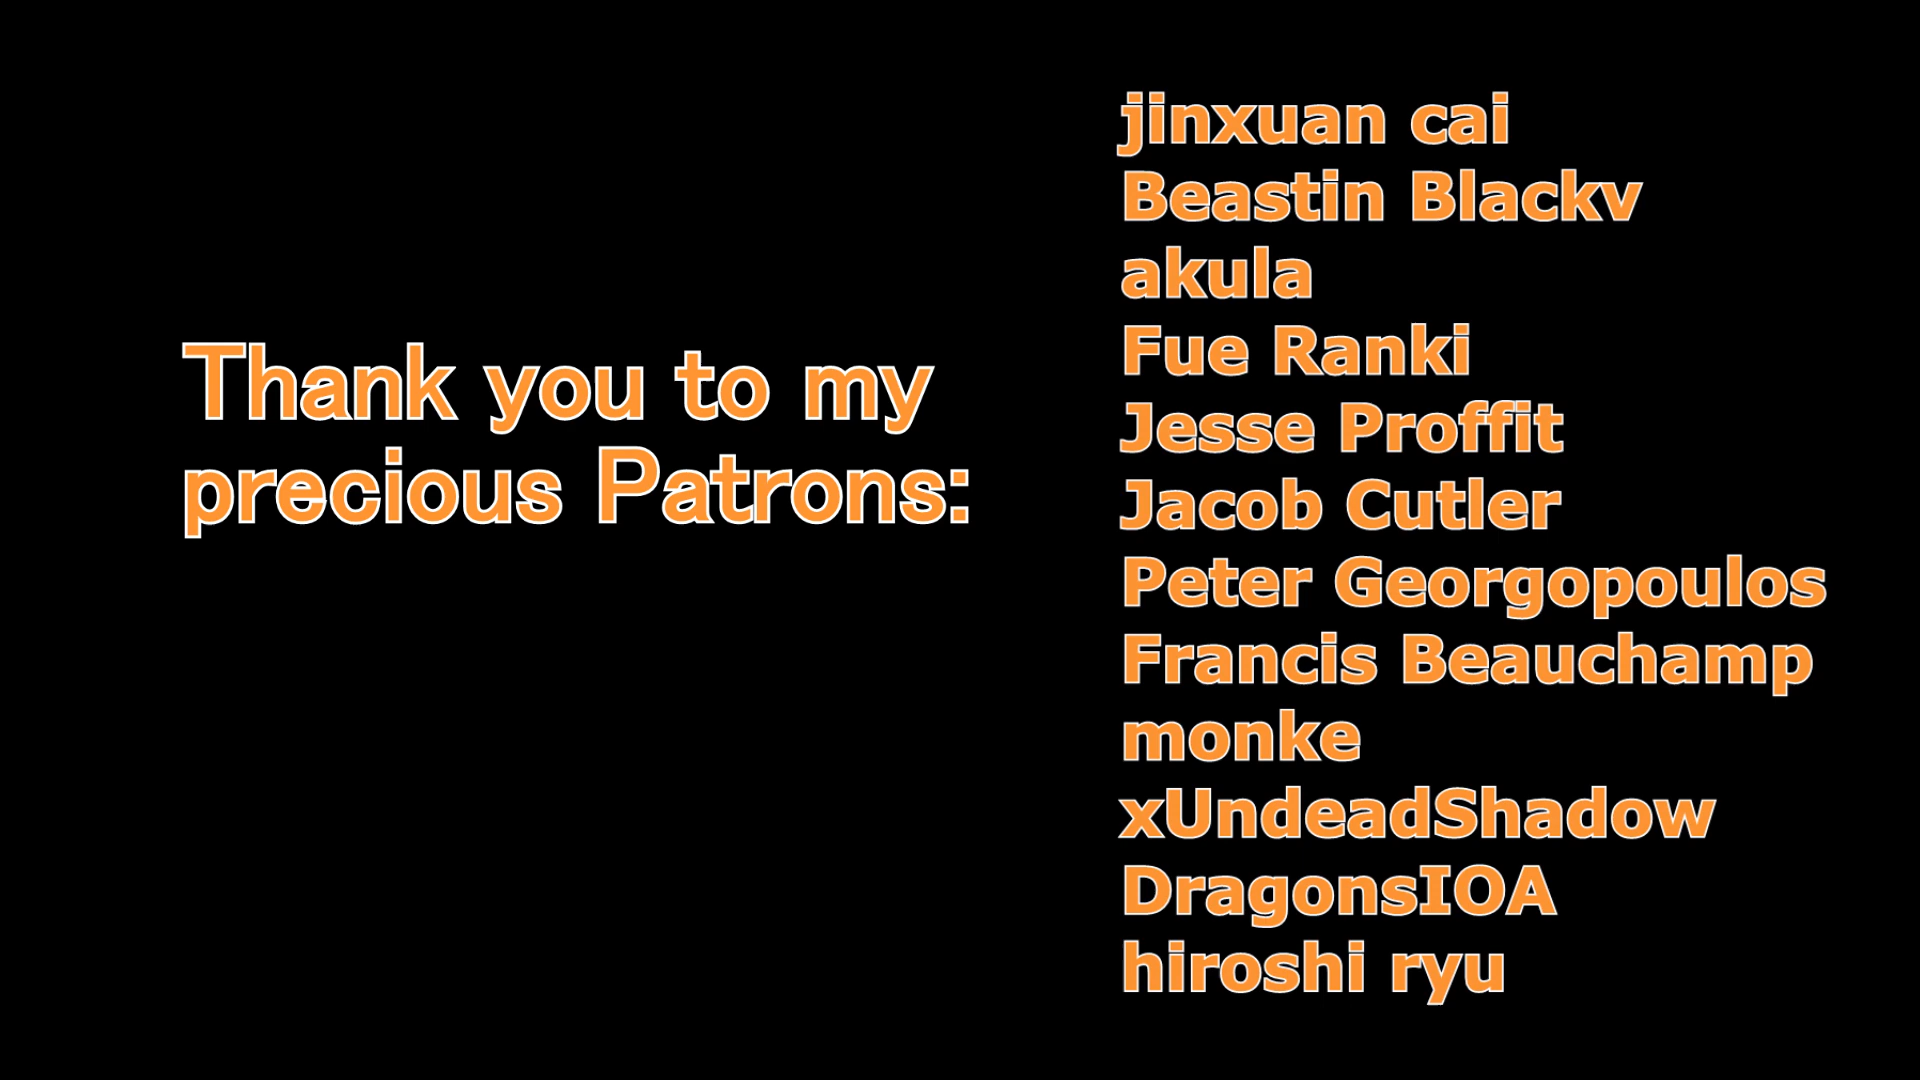 Thank you to my
precious Patrons:
jinxuan cai
Beastin Blackv
akula
Fue Ranki
Jesse Proffit
Jacob Cutler
Peter Georgopoulos
Francis Beauchamp
monke
xUndeadShadow
DragonsIOA
hiroshi ryu